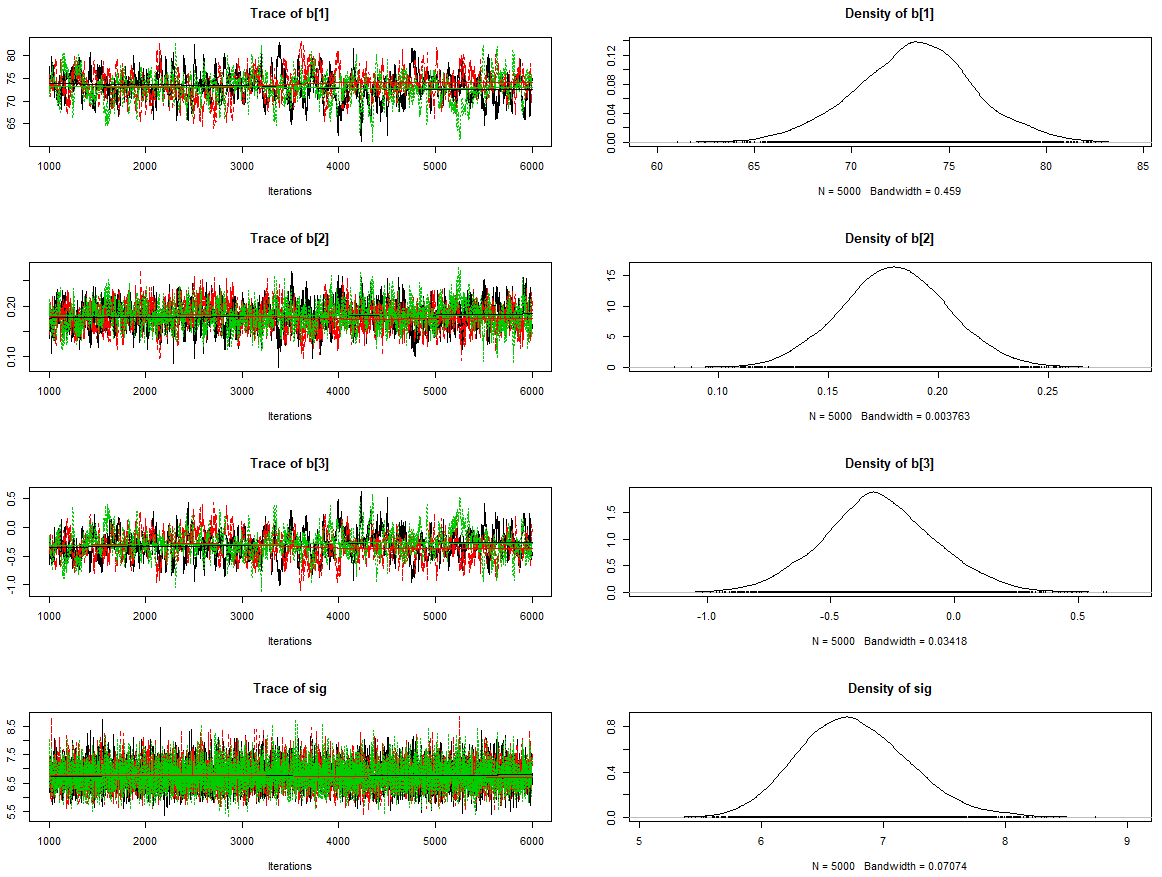 Trace of b[1]
80
75
70
65
1000 2000 3000 4000 5000 6000
Iterations
Density of b[1]
0.12
0.08
0.04
0.00
60 65 70 75 80 85
N = 5000 Bandwidth = 0.459
Trace of b[2]
0.20
0.10
1000 2000 3000 4000 5000 6000
Iterations
Density of b[2]
15
10
5
0
0.10 0.15 0.20 0.25
N = 5000 Bandwidth = 0.003763
Trace of b[3]
0.5
0.0
-0.5
-1.0
1000 2000 3000 4000 5000 6000
Iterations
Density of b[3]
1.5
1.0
0.5
0.0
-1.0 -0.5 0.0 0.5
N = 5000 Bandwidth = 0.03418
Trace of sig
8.5
7.5
6.5
5.5
1000 2000 3000 4000 5000 6000
Iterations
Density of sig
0.8
0.4
0.0
5 6 7 8 9
N = 5000 Bandwidth = 0.07074